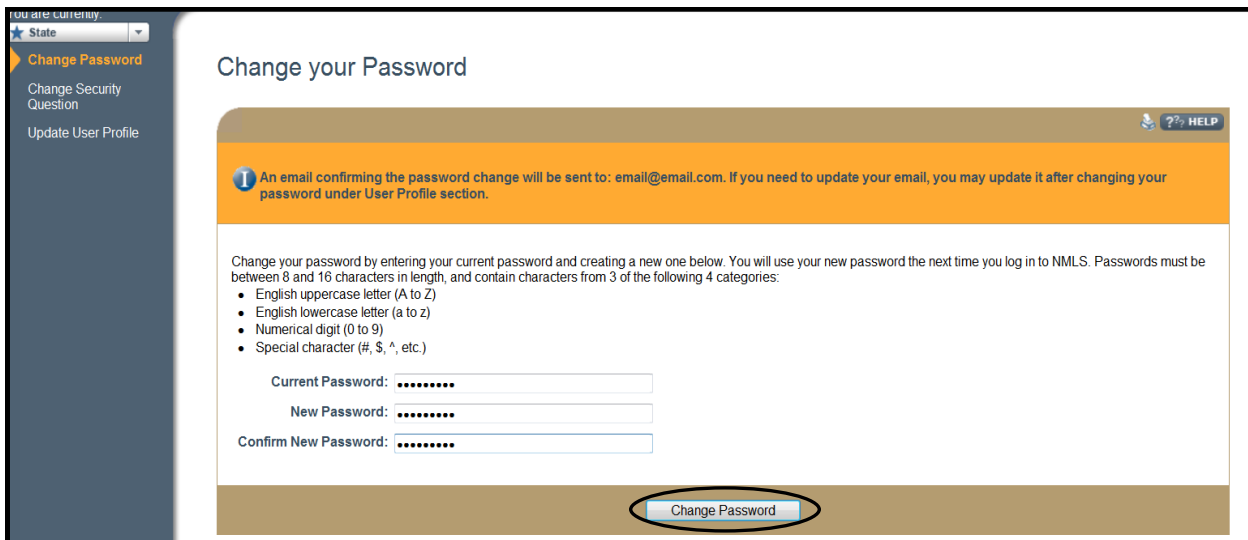 You are currently:
State
Change Password
Change Security
Question
Update User Profile
Change your Password
??? HELP
An email confirming the password change will be sent to: email@email.com. If you need to update your email, you may update it after changing your
password under User Profile section.
Change your password by entering your current password and creating a new one below. You will use your new password the next time you log in to NMLS. Passwords must be
between 8 and 16 characters in length, and contain characters from 3 of the following 4 categories:
• English uppercase letter (A to Z)
• English lowercase letter (a to z)
• Numerical digit (0 to 9)
• Special character (#, $, ^, etc.)
Current Password: •••••••••
New Password: •••••••••
Confirm New Password: •••••••••
Change Password